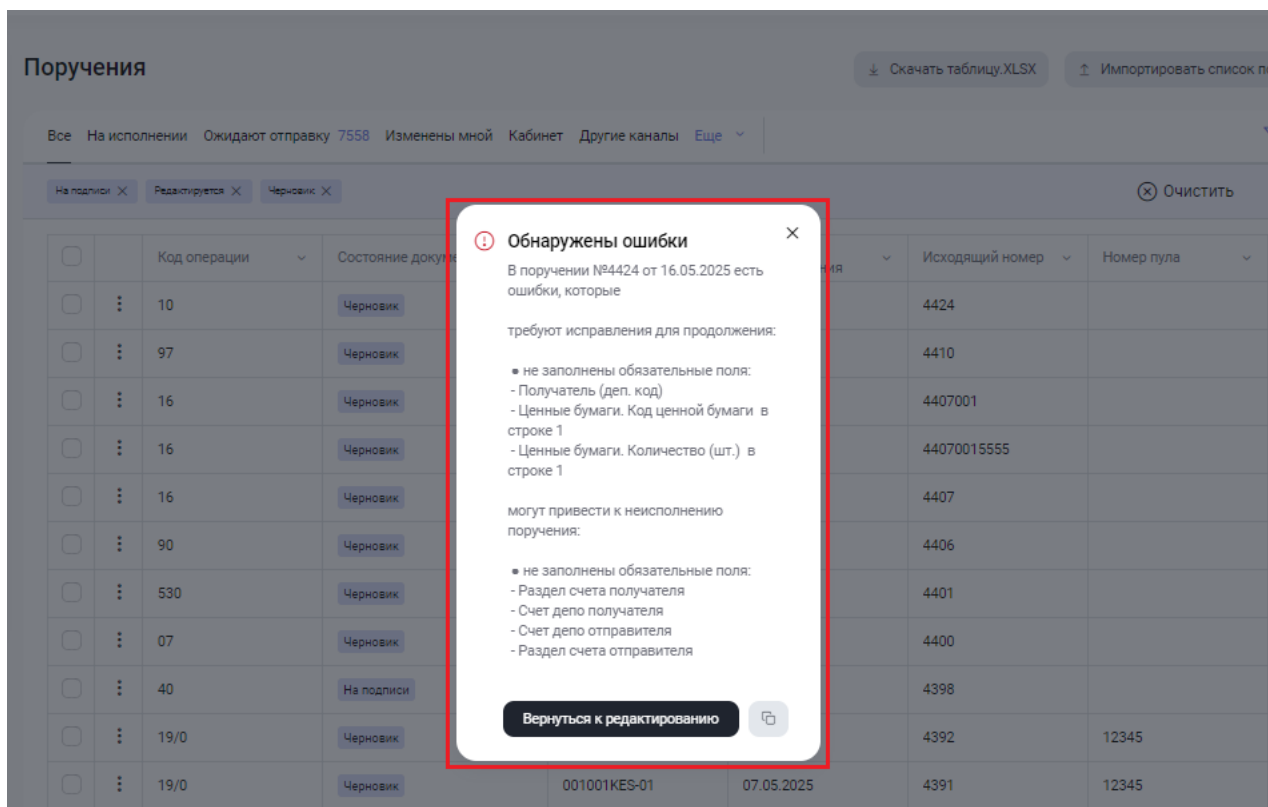 Поручения
Скачать таблицу.XLSX
Импортировать список
Все На исполнении Ожидают отправку 7558 Изменены мной Кабинет Другие каналы Еще
На подписи Редактируется Черновик
Очистить
Код операции Состояние Исходящий номер Номер пула
10 Черновик 4424
97 Черновик 4410
16 Черновик 4407001
16 Черновик 44070015555
16 Черновик 4407
90 Черновик 4406
530 Черновик 4401
07 Черновик 4400
40 На подписи 4398
19/0 Черновик 4392 12345
19/0 Черновик 001001KES-01 07.05.2025 4391 12345
Обнаружены ошибки
В поручении №4424 от 16.05.2025 есть
ошибки, которые
требуют исправления для продолжения:
● не заполнены обязательные поля:
- Получатель (деп. код)
- Ценные бумаги. Код ценной бумаги в
строке 1
- Ценные бумаги. Количество (шт.) в
строке 1
могут привести к неисполнению
поручения:
● не заполнены обязательные поля:
- Раздел счета получателя
- Счет депо получателя
- Счет депо отправителя
- Раздел счета отправителя
Вернуться к редактированию